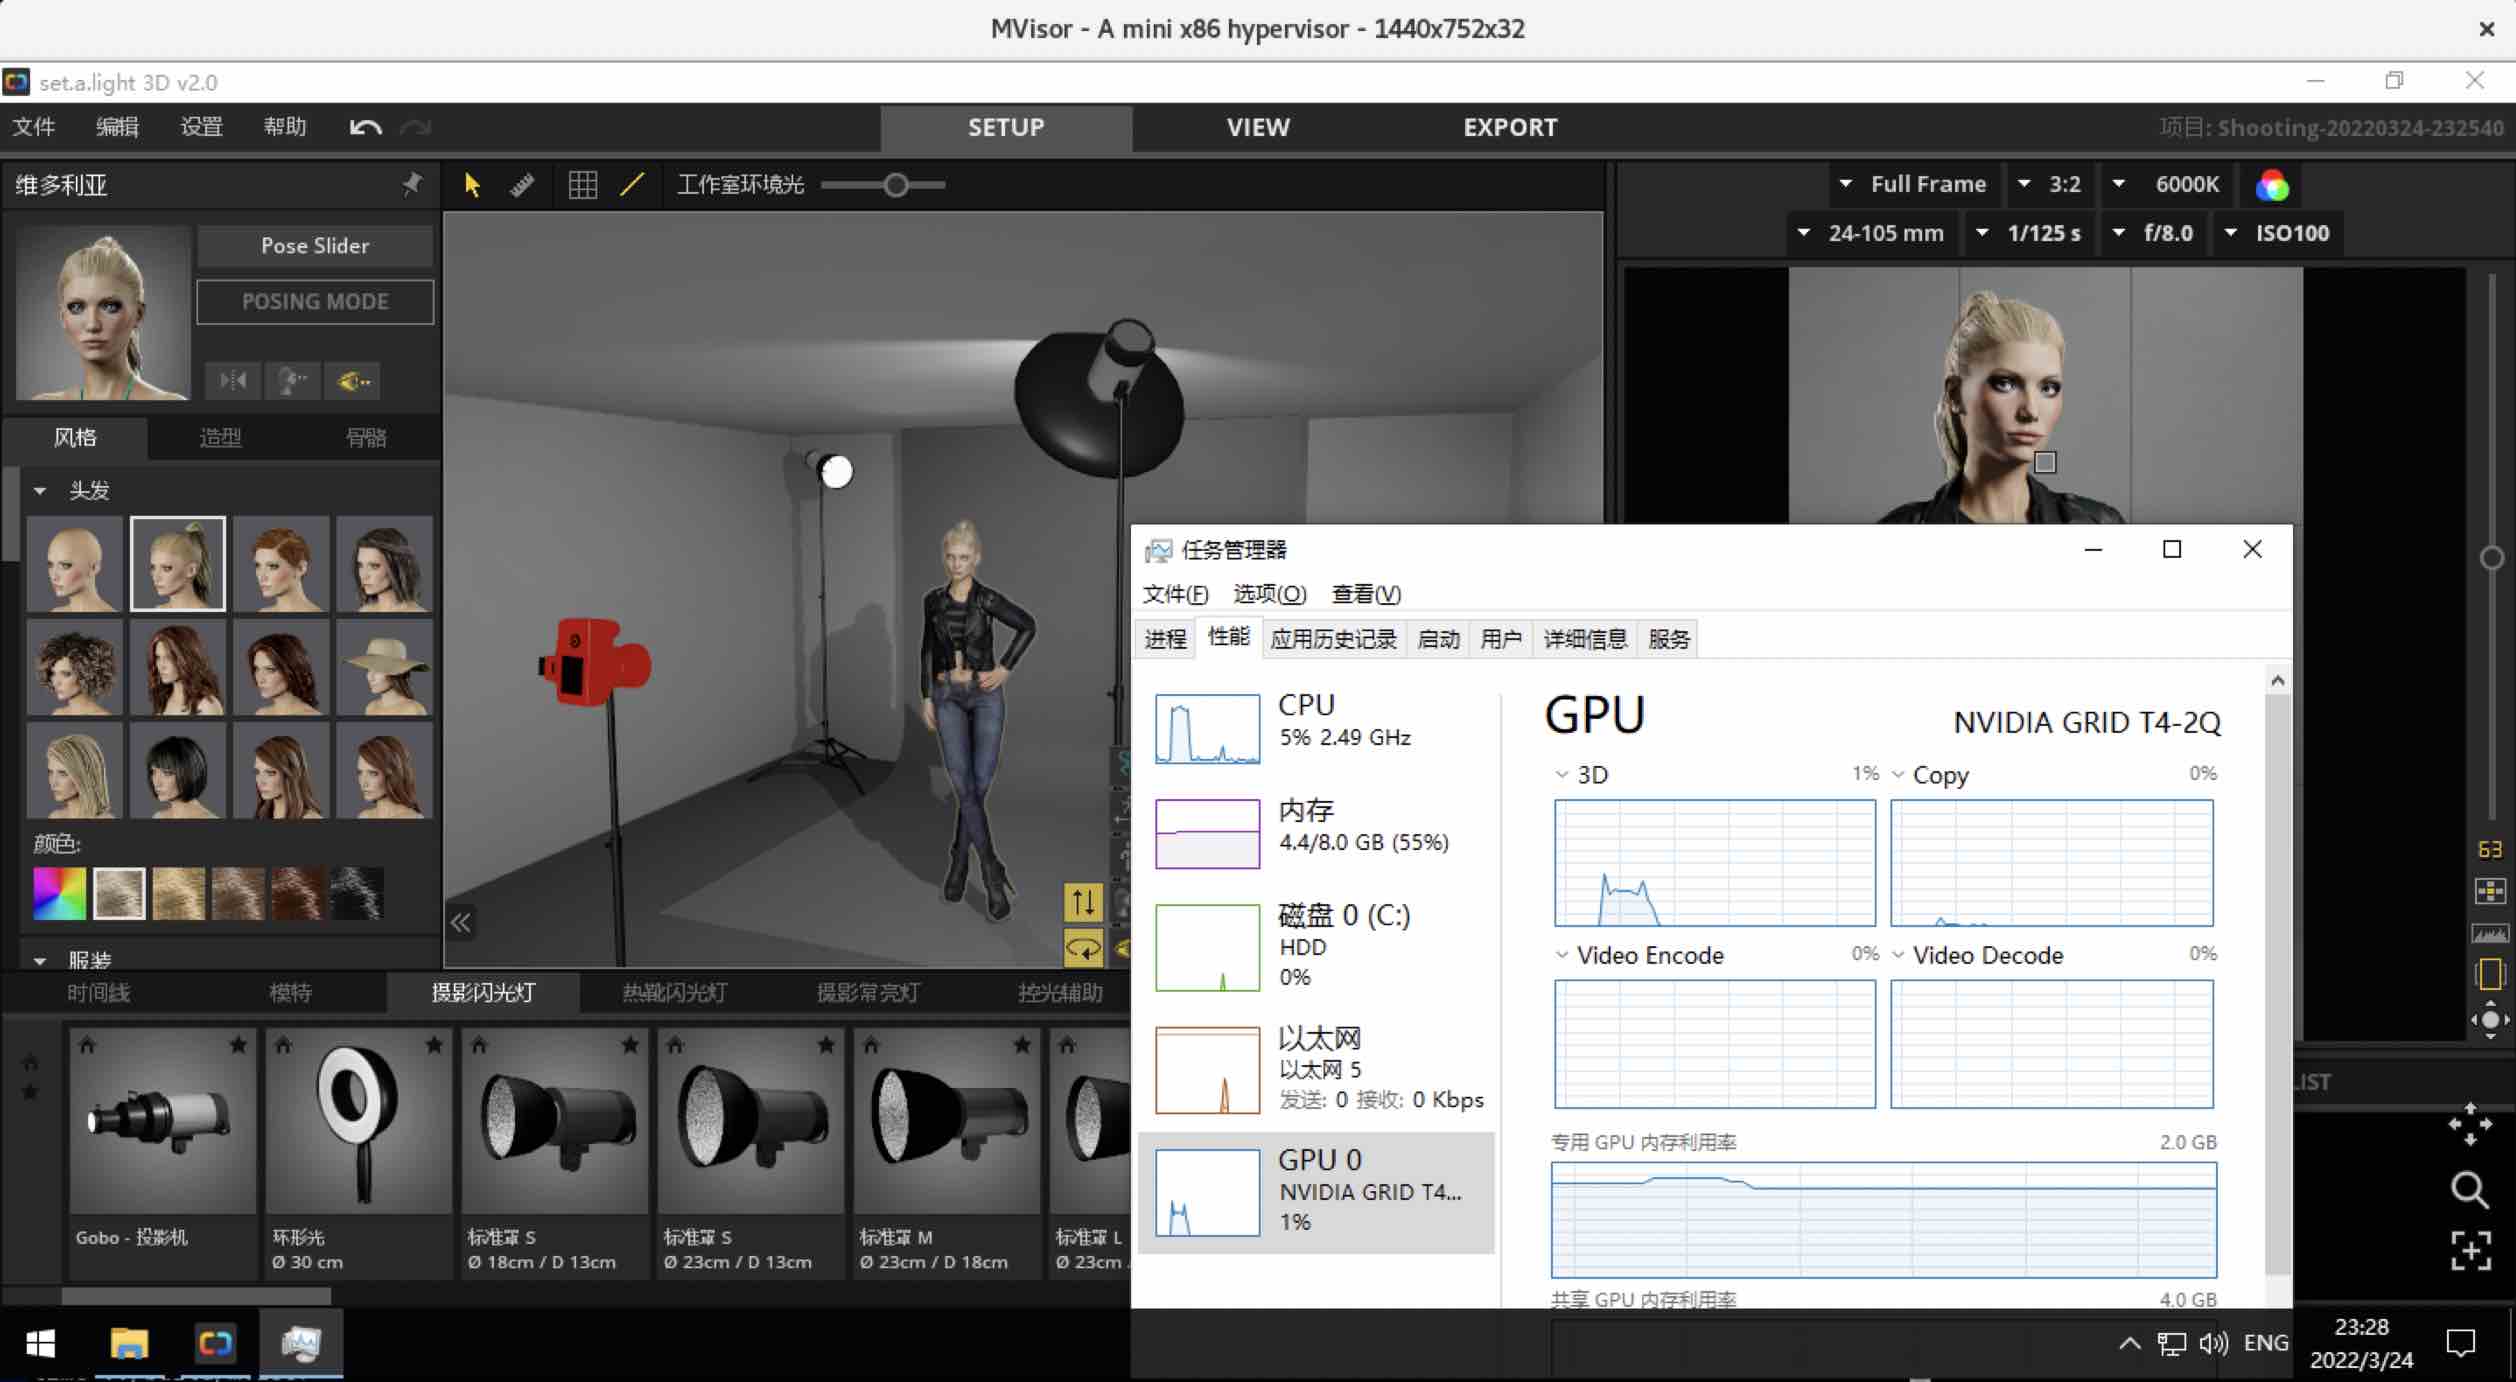 MVisor - A mini x86 hypervisor - 1440x752x32
set.a.light 3D v2.0
文件 编辑 设置 帮助 SETUP VIEW EXPORT 项目: Shooting-20220324-232540
维多利亚 工作室环境光 Full Frame 3:2 6000K
24-105 mm 1/125 s f/8.0 ISO100
Pose Slider
POSING MODE
风格 造型 骨骼
头发
颜色:
服装
63
LIST
时间线 模特 摄影闪光灯 热靴闪光灯 摄影常亮灯 控光辅助
Gobo - 投影机
环形光
Ø 30 cm
标准罩 S
Ø 18cm / D 13cm
标准罩 S
Ø 23cm / D 13cm
标准罩 M
Ø 23cm / D 18cm
标准罩 L
Ø 23cm
任务管理器
文件(F) 选项(O) 查看(V)
进程 性能 应用历史记录 启动 用户 详细信息 服务
CPU
5% 2.49 GHz
内存
4.4/8.0 GB (55%)
磁盘 0 (C:)
HDD
0%
以太网
以太网 5
发送: 0 接收: 0 Kbps
GPU 0
NVIDIA GRID T4...
1%
GPU NVIDIA GRID T4-2Q
3D 1% Copy 0%
Video Encode 0% Video Decode 0%
专用 GPU 内存利用率 2.0 GB
共享 GPU 内存利用率 4.0 GB
ENG
23:28
2022/3/24